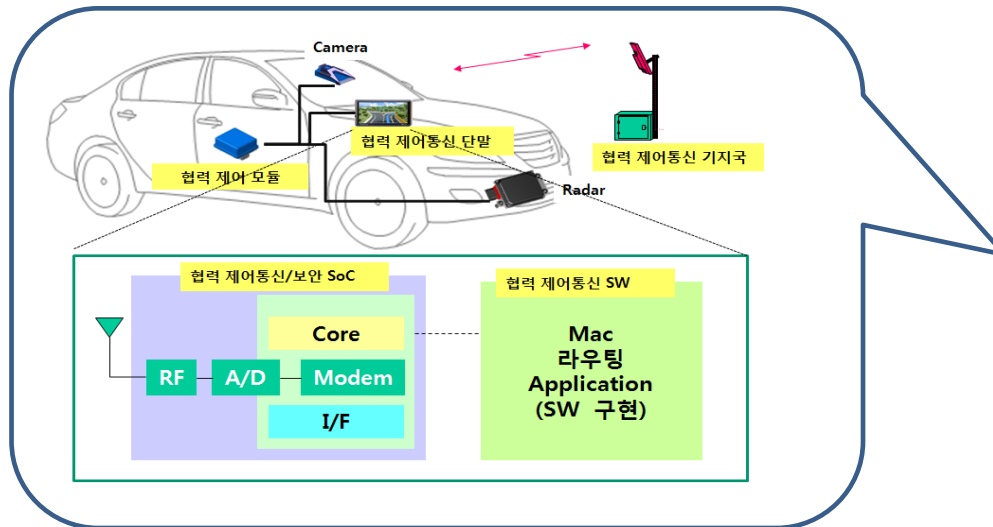 Camera
협력 제어통신 단말
협력 제어통신 기지국
협력 제어 모듈
Radar
협력 제어통신/보안 SoC
Core
RF
A/D
Modem
I/F
협력 제어통신 SW
Mac
라우팅
Application
(SW 구현)